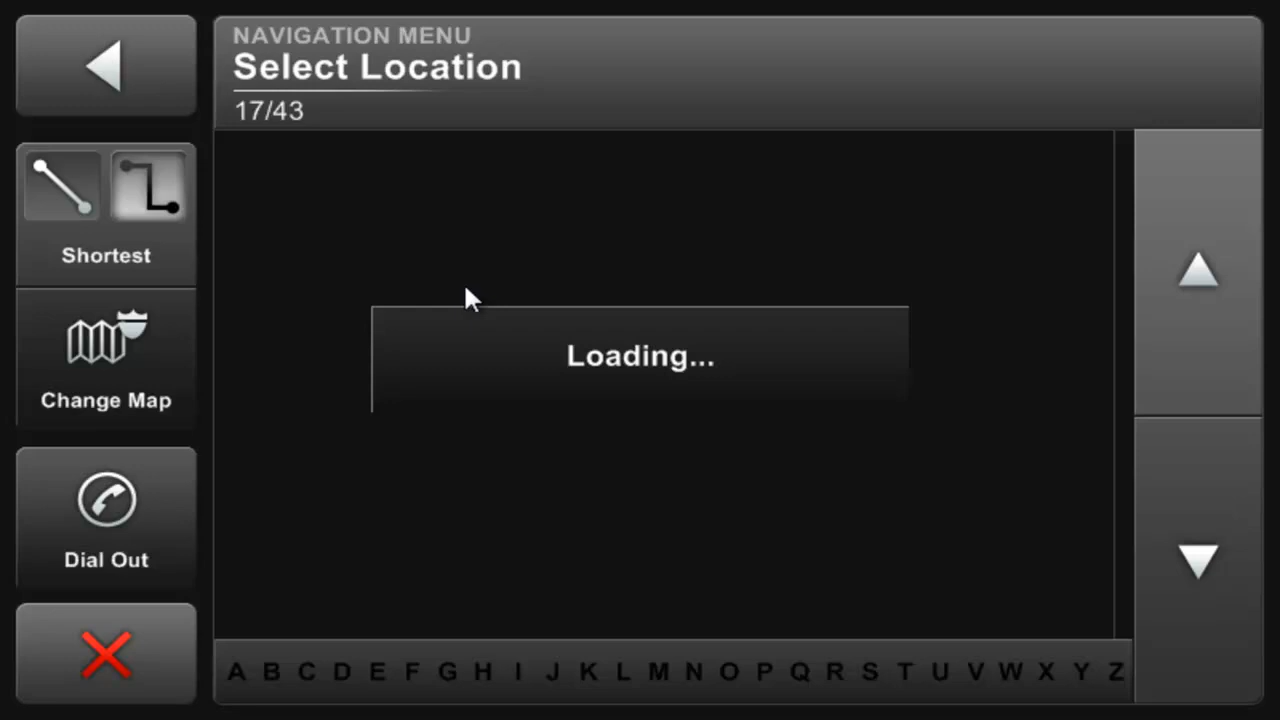 NAVIGATION MENU
Select Location
17/43
Shortest
Change Map
Dial Out
Loading...
A B C D E F G H I J K L M N O P Q R S T U V W X Y Z